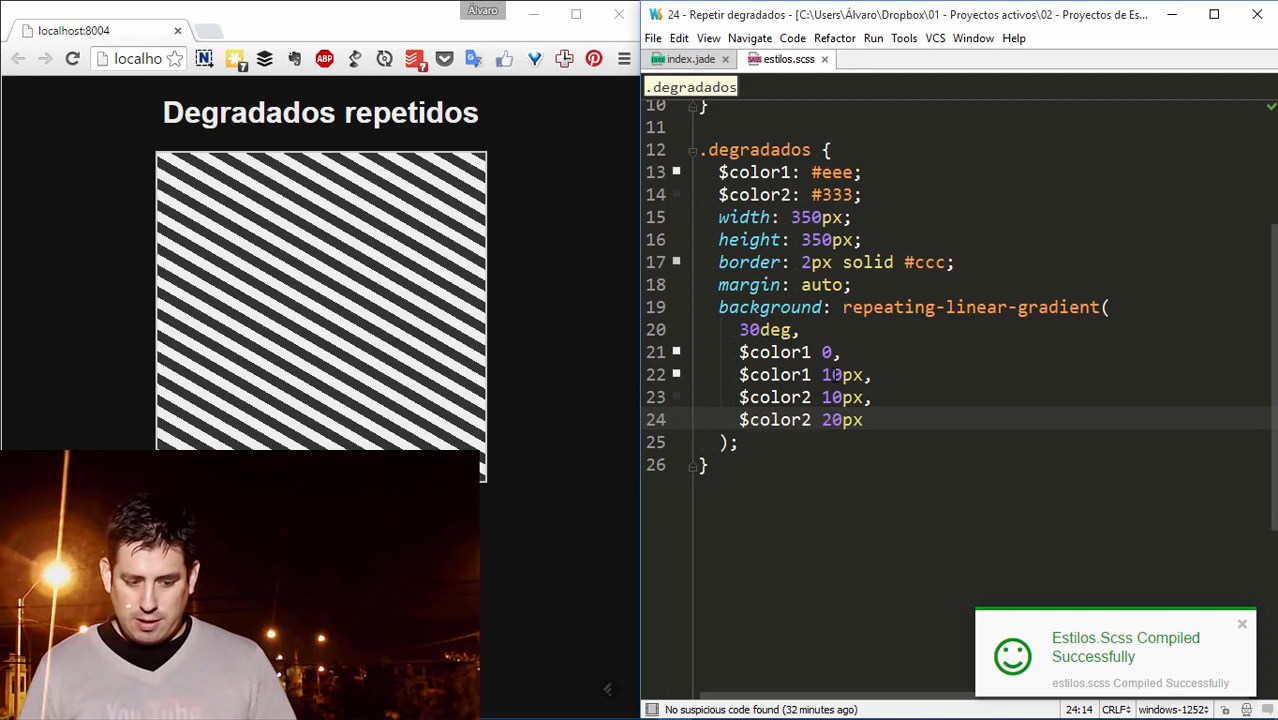 Álvaro
localhost:8004
localho
7
ABP
7
Degradados repetidos
24 - Repetir degradados - [C:\Users\Álvaro\Dropbox\01 - Proyectos activos\02 - Proyectos de Es...
File Edit View Navigate Code Refactor Run Tools VCS Window Help
index.jade
estilos.scss
.degradados
10 }
11
12 .degradados {
13 $color1: #eee;
14 $color2: #333;
15 width: 350px;
16 height: 350px;
17 border: 2px solid #ccc;
18 margin: auto;
19 background: repeating-linear-gradient(
20 30deg,
21 $color1 0,
22 $color1 10px,
23 $color2 10px,
24 $color2 20px
25 );
26 }
Estilos.Scss Compiled
Successfully
estilos.scss Compiled Successfully
No suspicious code found (32 minutes ago)
24:14 CRLF÷ windows-1252÷